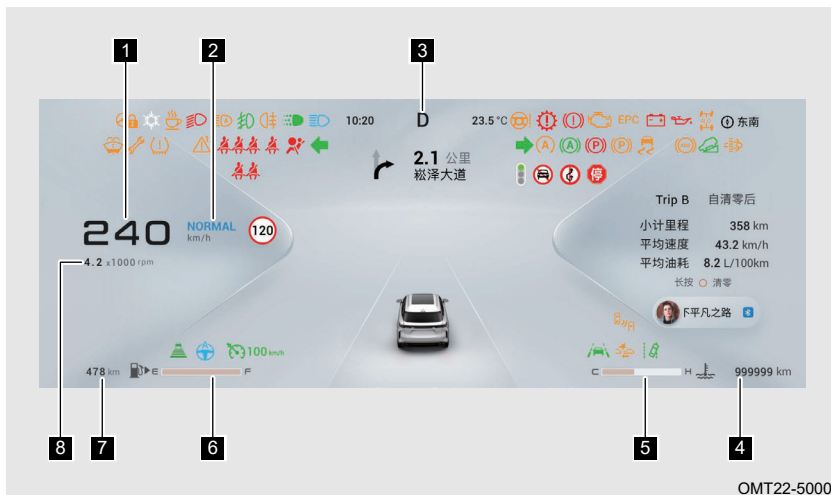 1
2
3
10:20
D
23.5 °C
EPC
东南
2.1 公里
崧泽大道
停
240
NORMAL
km/h
120
4.2 x1000 rpm
Trip B 自清零后
小计里程 358 km
平均速度 43.2 km/h
平均油耗 8.2 L/100km
长按 清零
平凡之路
100 km/h
478 km
E F
C H
999999 km
8
7
6
5
4
OMT22-5000